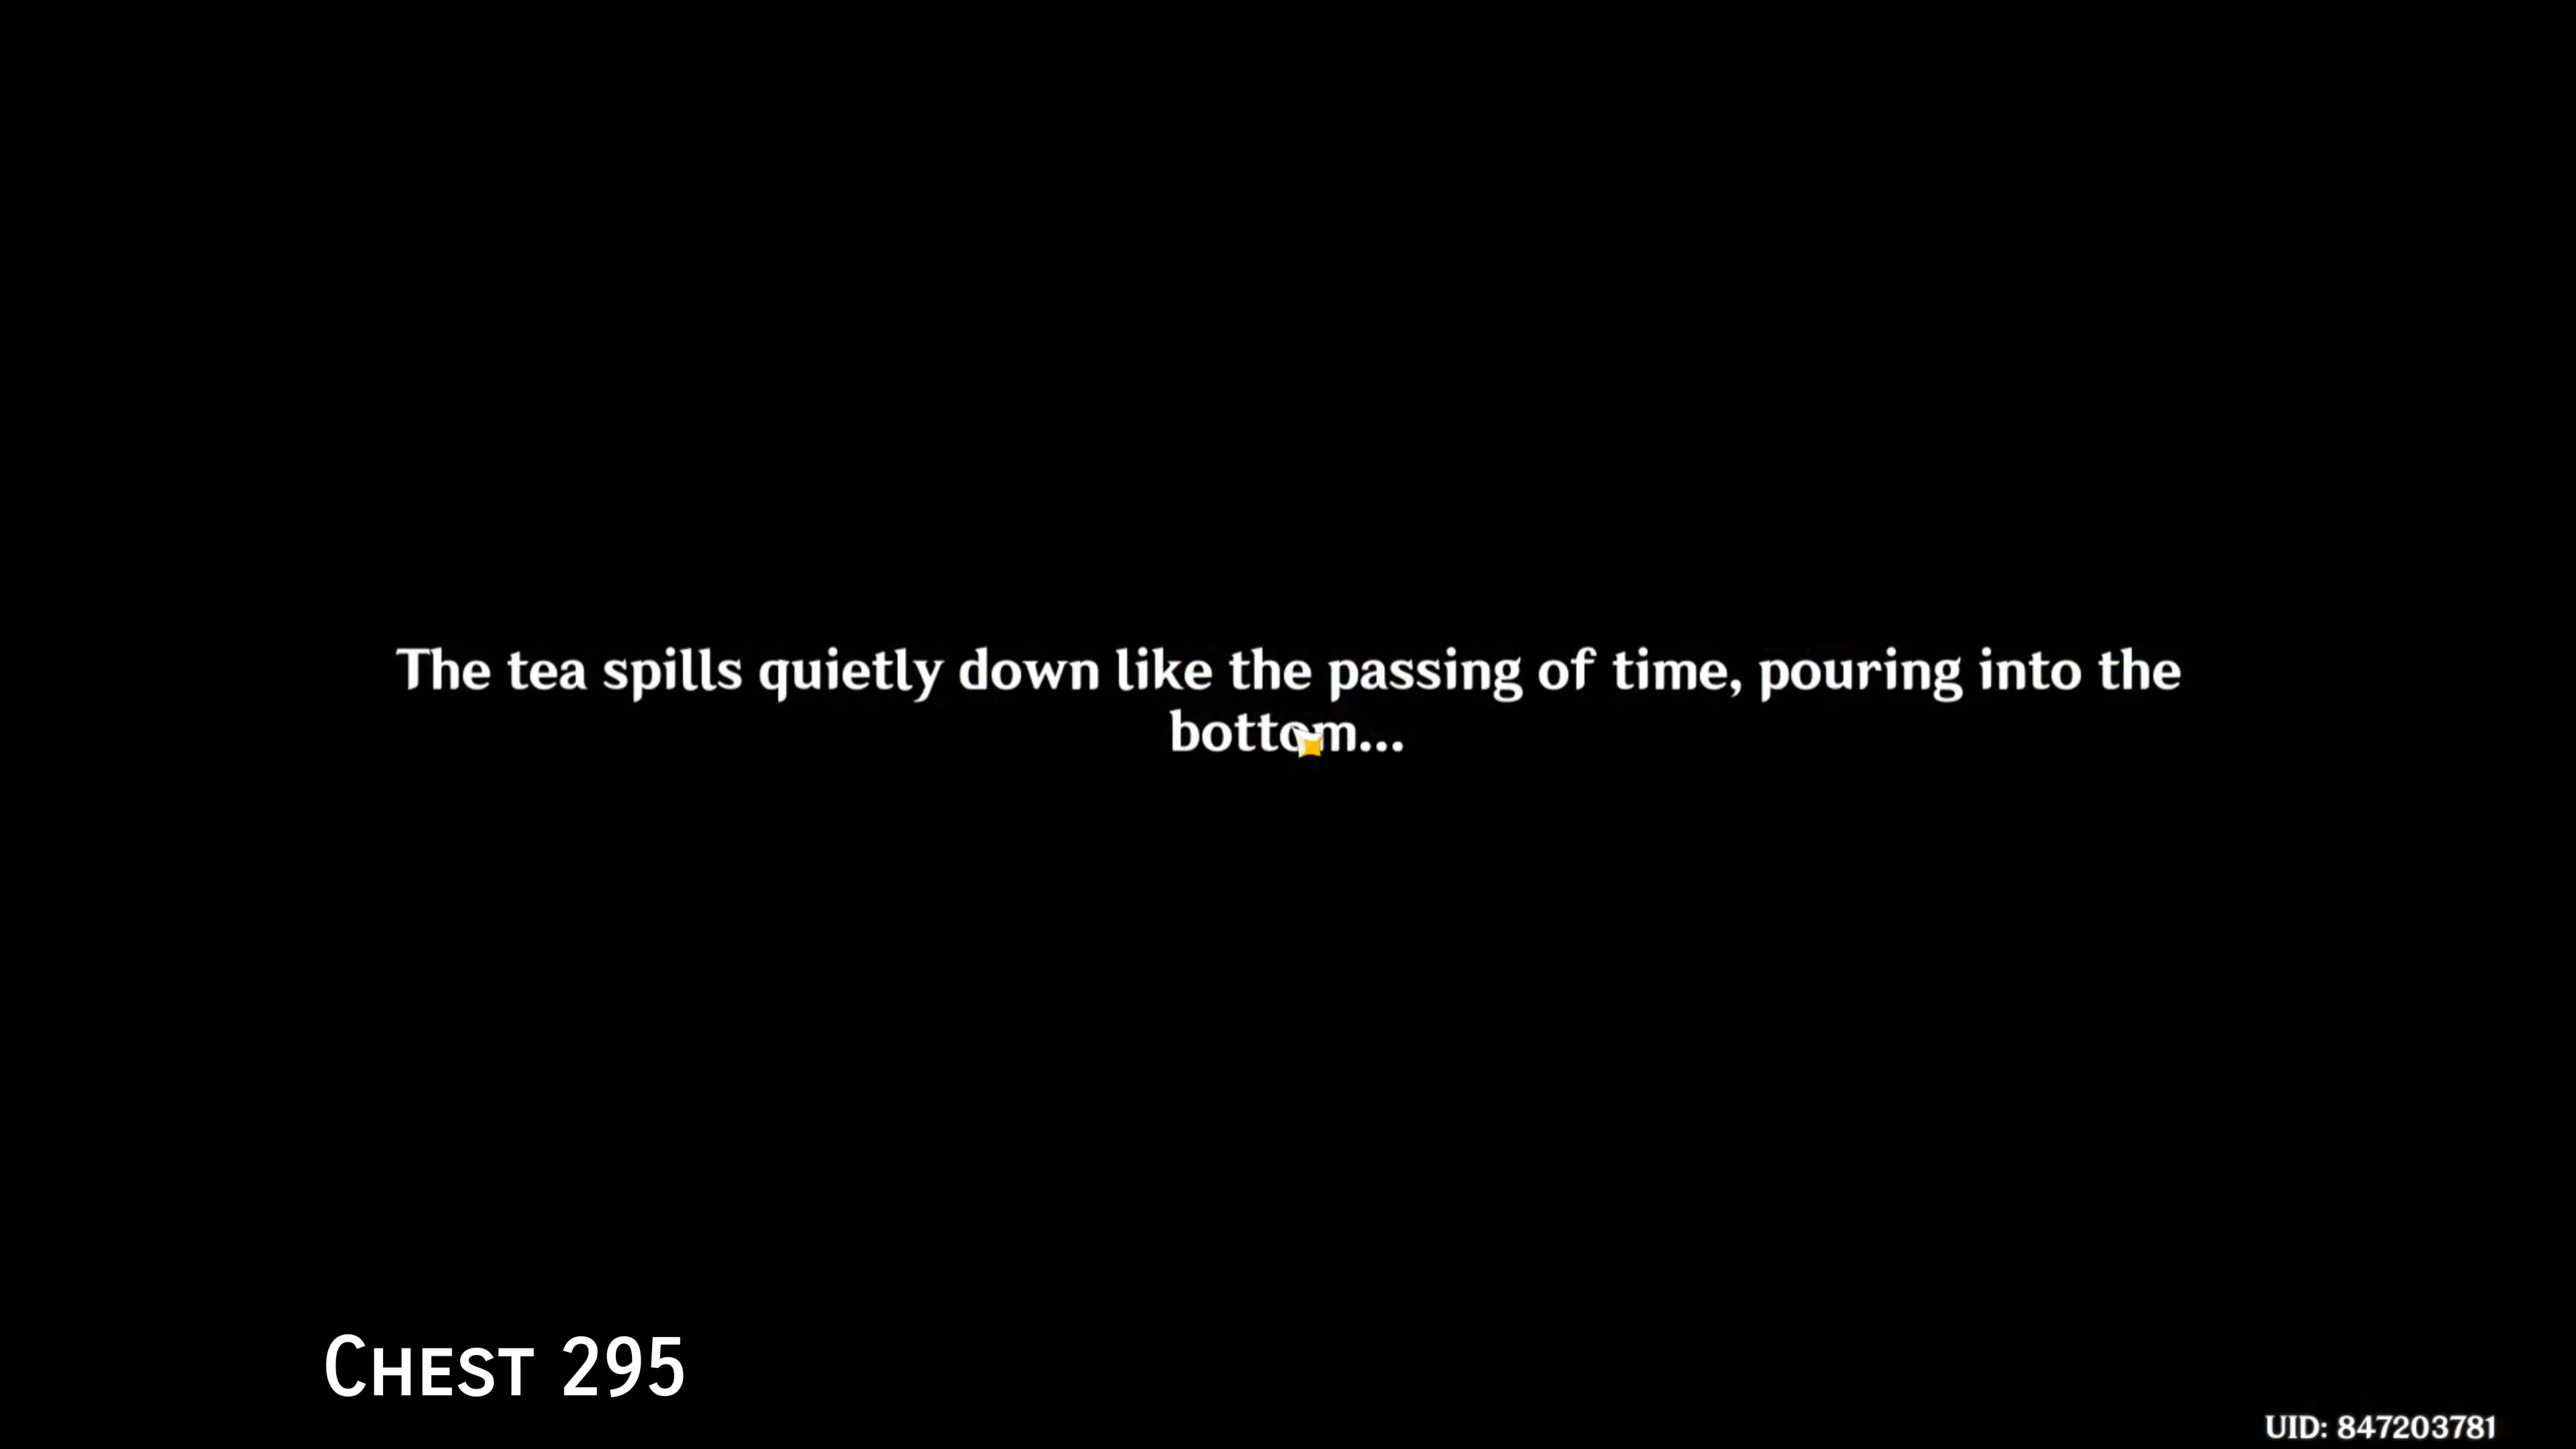 The tea spills quietly down like the passing of time, pouring into the
bottom...
CHEST 295
UID: 847203781